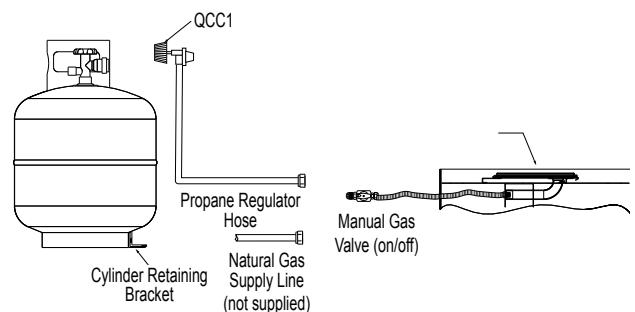 QCC1
Propane Regulator
Hose
Manual Gas
Valve (on/off)
Cylinder Retaining
Bracket
Natural Gas
Supply Line
(not supplied)